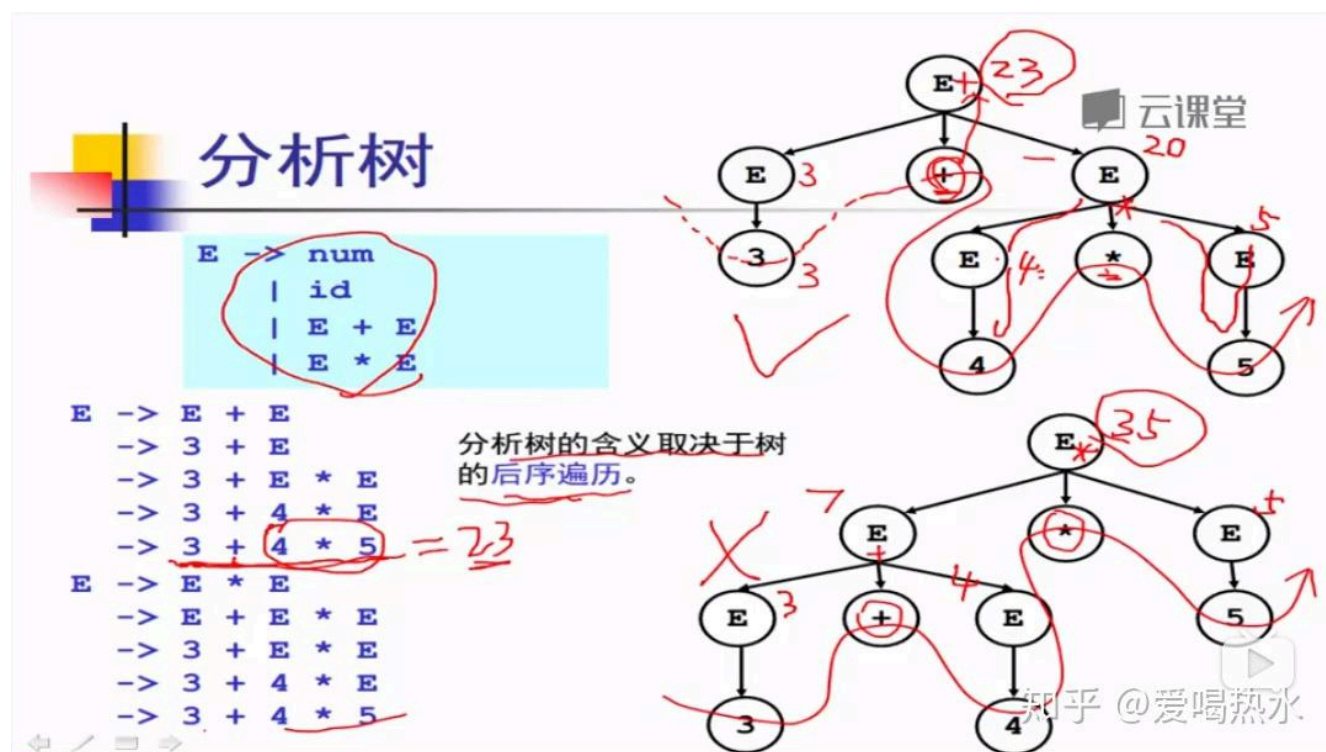 分析树
E -> num
| id
| E + E
| E * E
E -> E + E
-> 3 + E
-> 3 + E * E
-> 3 + 4 * E
-> 3 + 4 * 5 = 23
E -> E * E
-> E + E * E
-> 3 + E * E
-> 3 + 4 * E
-> 3 + 4 * 5
分析树的含义取决于树
的后序遍历。
云课堂
E + 23
E 3 + E 20
3 3 E 4 * E 5
4 5
E * 35
7 E * E 5
E 3 + 4 E 5
3 4
知乎 @爱喝热水